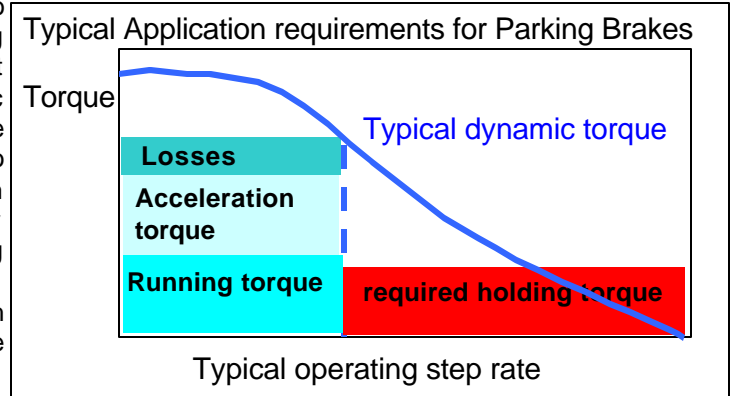 Typical Application requirements for Parking Brakes
Torque
Typical dynamic torque
Losses
Acceleration
torque
Running torque
required holding torque
Typical operating step rate